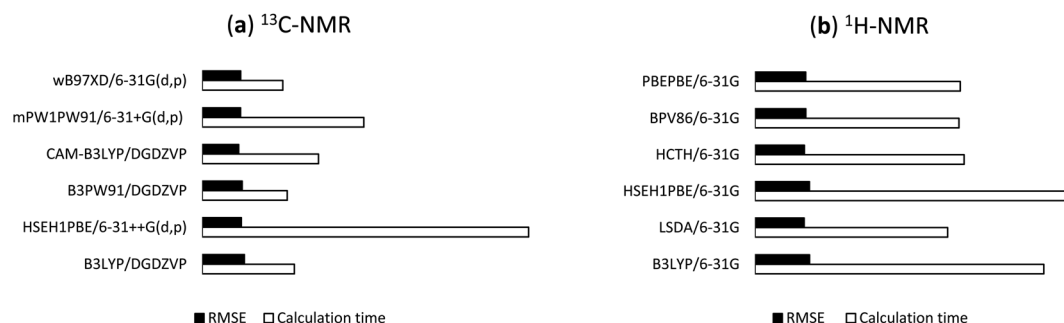 (a) ¹³C-NMR
wB97XD/6-31G(d,p)
mPW1PW91/6-31+G(d,p)
CAM-B3LYP/DGDZVP
B3PW91/DGDZVP
HSEH1PBE/6-31++G(d,p)
B3LYP/DGDZVP
RMSE Calculation time
(b) ¹H-NMR
PBEPBE/6-31G
BPV86/6-31G
HCTH/6-31G
HSEH1PBE/6-31G
LSDA/6-31G
B3LYP/6-31G
RMSE Calculation time